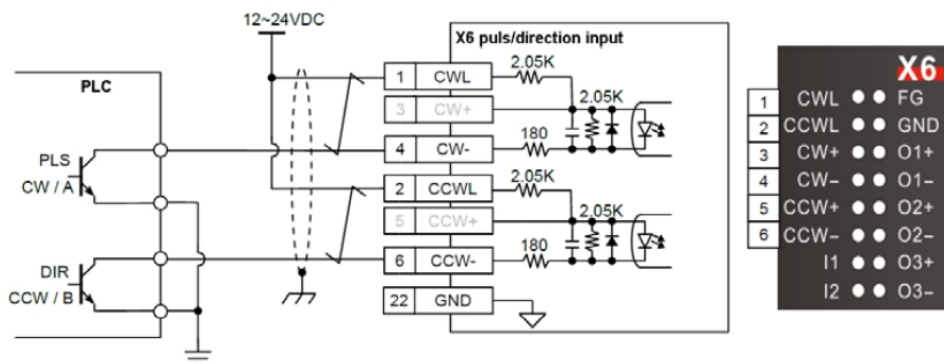 12~24VDC
PLC
PLS
CW / A
DIR
CCW / B
X6 puls/direction input
1 CWL
3 CW+
4 CW-
2 CCWL
5 CCW+
6 CCW-
22 GND
2.05K
2.05K
180
2.05K
2.05K
180
X6
1 CWL FG
2 CCWL GND
3 CW+ O1+
4 CW− O1−
5 CCW+ O2+
6 CCW− O2−
I1 O3+
I2 O3−